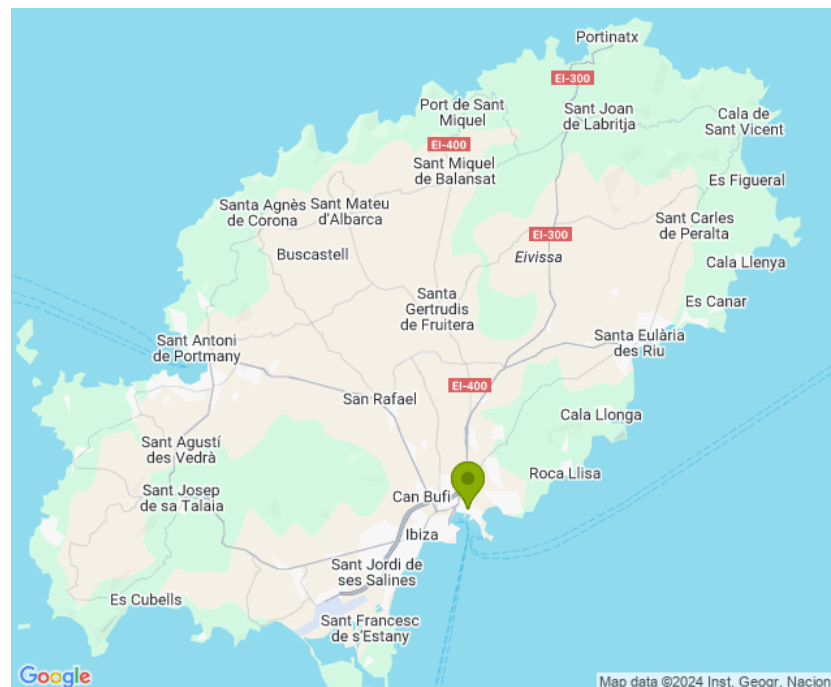 Portinatx
EI-300
Port de Sant
Miquel
Sant Joan
de Labritja
Cala de
Sant Vicent
EI-400
Sant Miquel
de Balansat
Es Figueral
Santa Agnès
de Corona
Sant Mateu
d'Albarca
Sant Carles
de Peralta
EI-300
Buscastell
Eivissa
Cala Llenya
Santa
Gertrudis
de Fruitera
Es Canar
Sant Antoni
de Portmany
Santa Eulària
des Riu
EI-400
San Rafael
Cala Llonga
Sant Agustí
des Vedrà
Roca Llisa
Sant Josep
de sa Talaia
Can Bufi
Ibiza
Sant Jordi de
ses Salines
Es Cubells
Sant Francesc
de s'Estany
Google
Map data ©2024 Inst. Geogr. Nacion